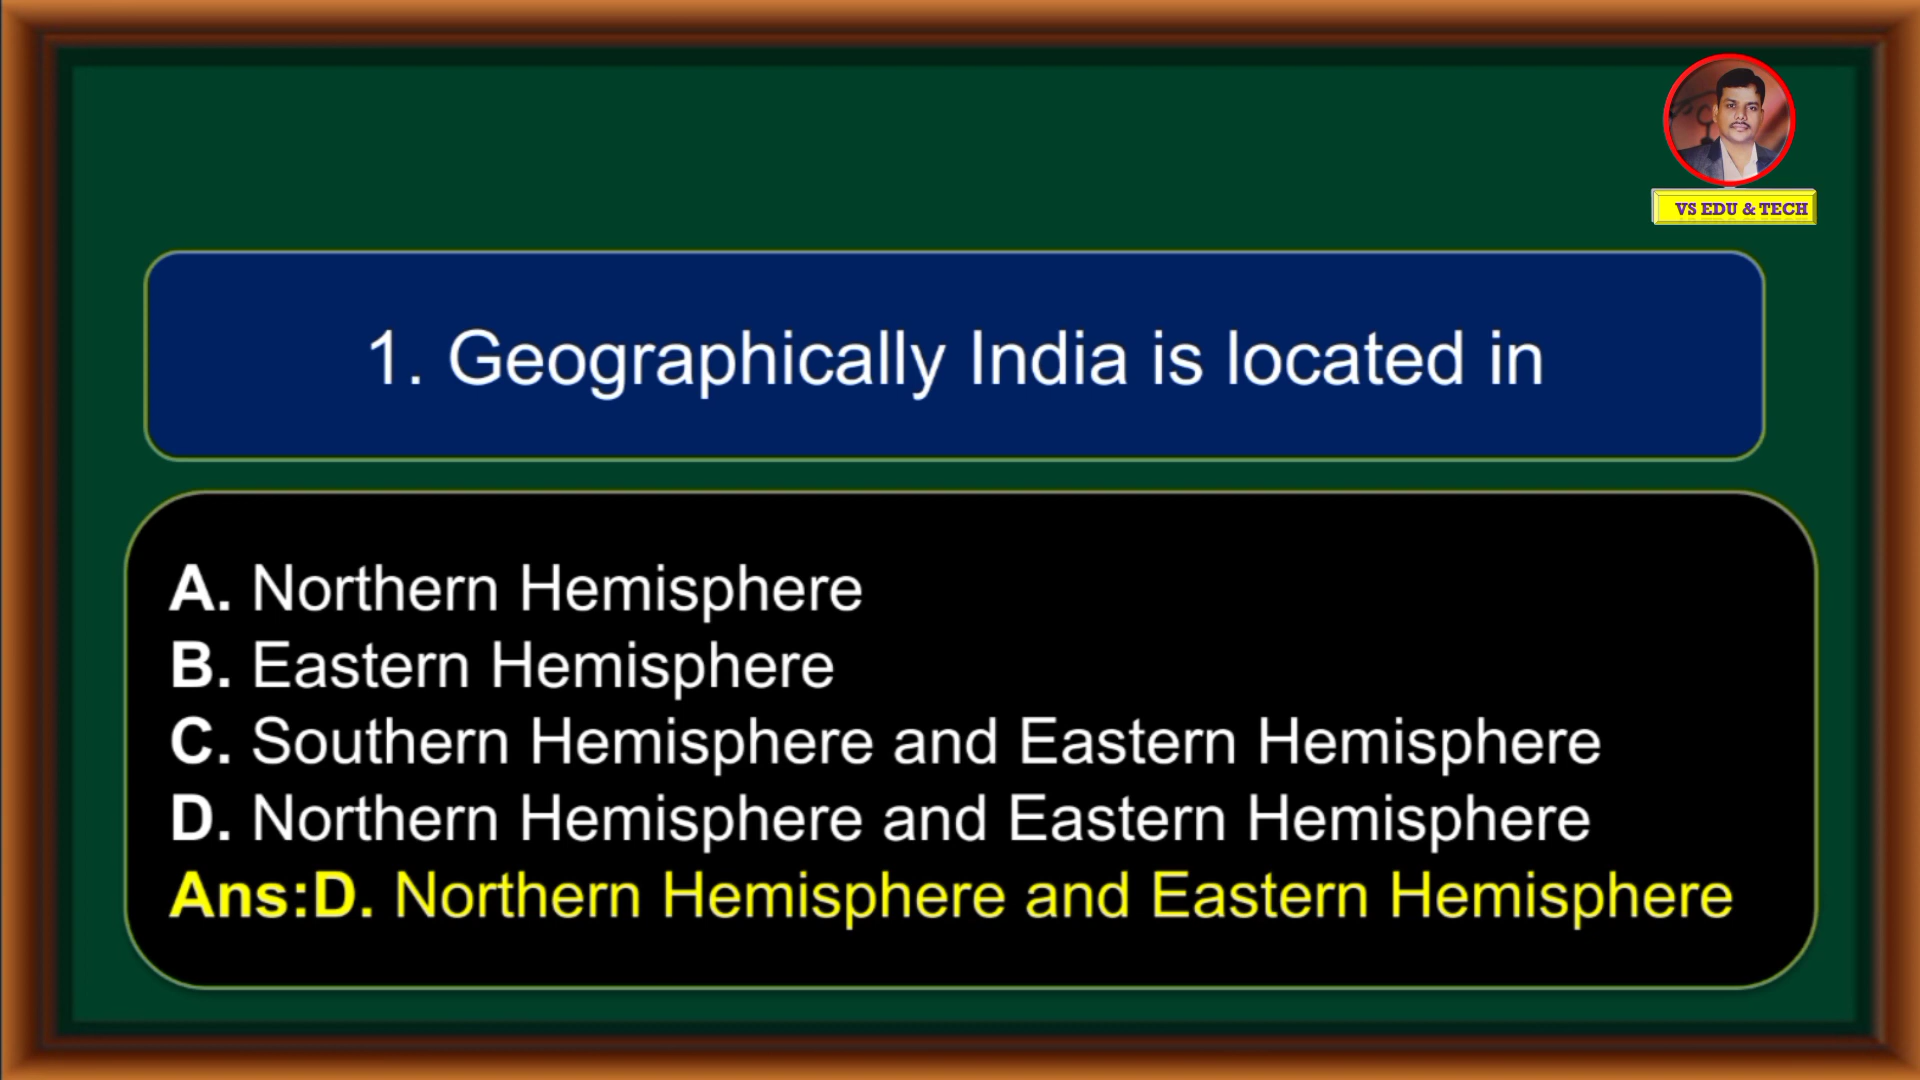 VS EDU & TECH
1. Geographically India is located in
A. Northern Hemisphere
B. Eastern Hemisphere
C. Southern Hemisphere and Eastern Hemisphere
D. Northern Hemisphere and Eastern Hemisphere
Ans:D. Northern Hemisphere and Eastern Hemisphere